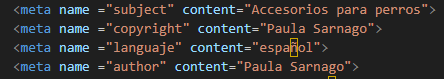 <meta name ="subject" content="Accesorios para perros">
<meta name ="copyright" content="Paula Sarnago">
<meta name ="languaje" content="español">
<meta name ="author" content="Paula Sarnago">